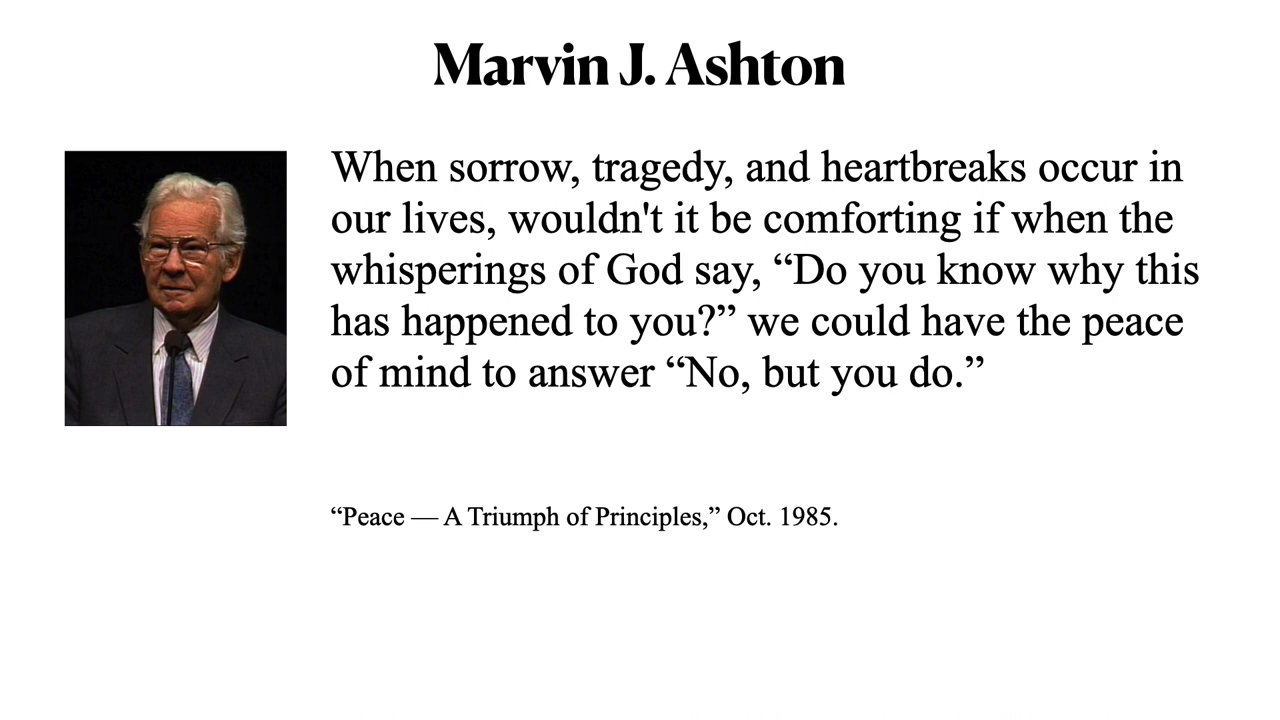 Marvin J. Ashton
When sorrow, tragedy, and heartbreaks occur in
our lives, wouldn't it be comforting if when the
whisperings of God say, “Do you know why this
has happened to you?” we could have the peace
of mind to answer “No, but you do.”
“Peace — A Triumph of Principles,” Oct. 1985.